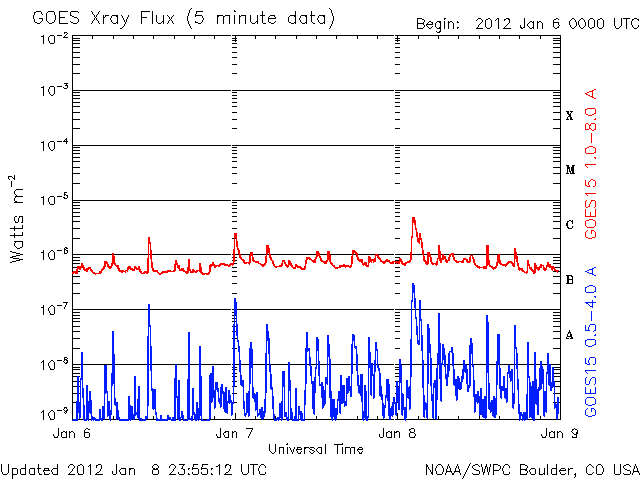 GOES Xray Flux (5 minute data)
Begin: 2012 Jan 6 0000 UTC
10⁻²
10⁻³
10⁻⁴
10⁻⁵
10⁻⁶
10⁻⁷
10⁻⁸
10⁻⁹
Watts m⁻²
X
M
C
B
A
GOES15 1.0-8.0 A
GOES15 0.5-4.0 A
Jan 6
Jan 7
Jan 8
Jan 9
Universal Time
Updated 2012 Jan 8 23:55:12 UTC
NOAA/SWPC Boulder, CO USA